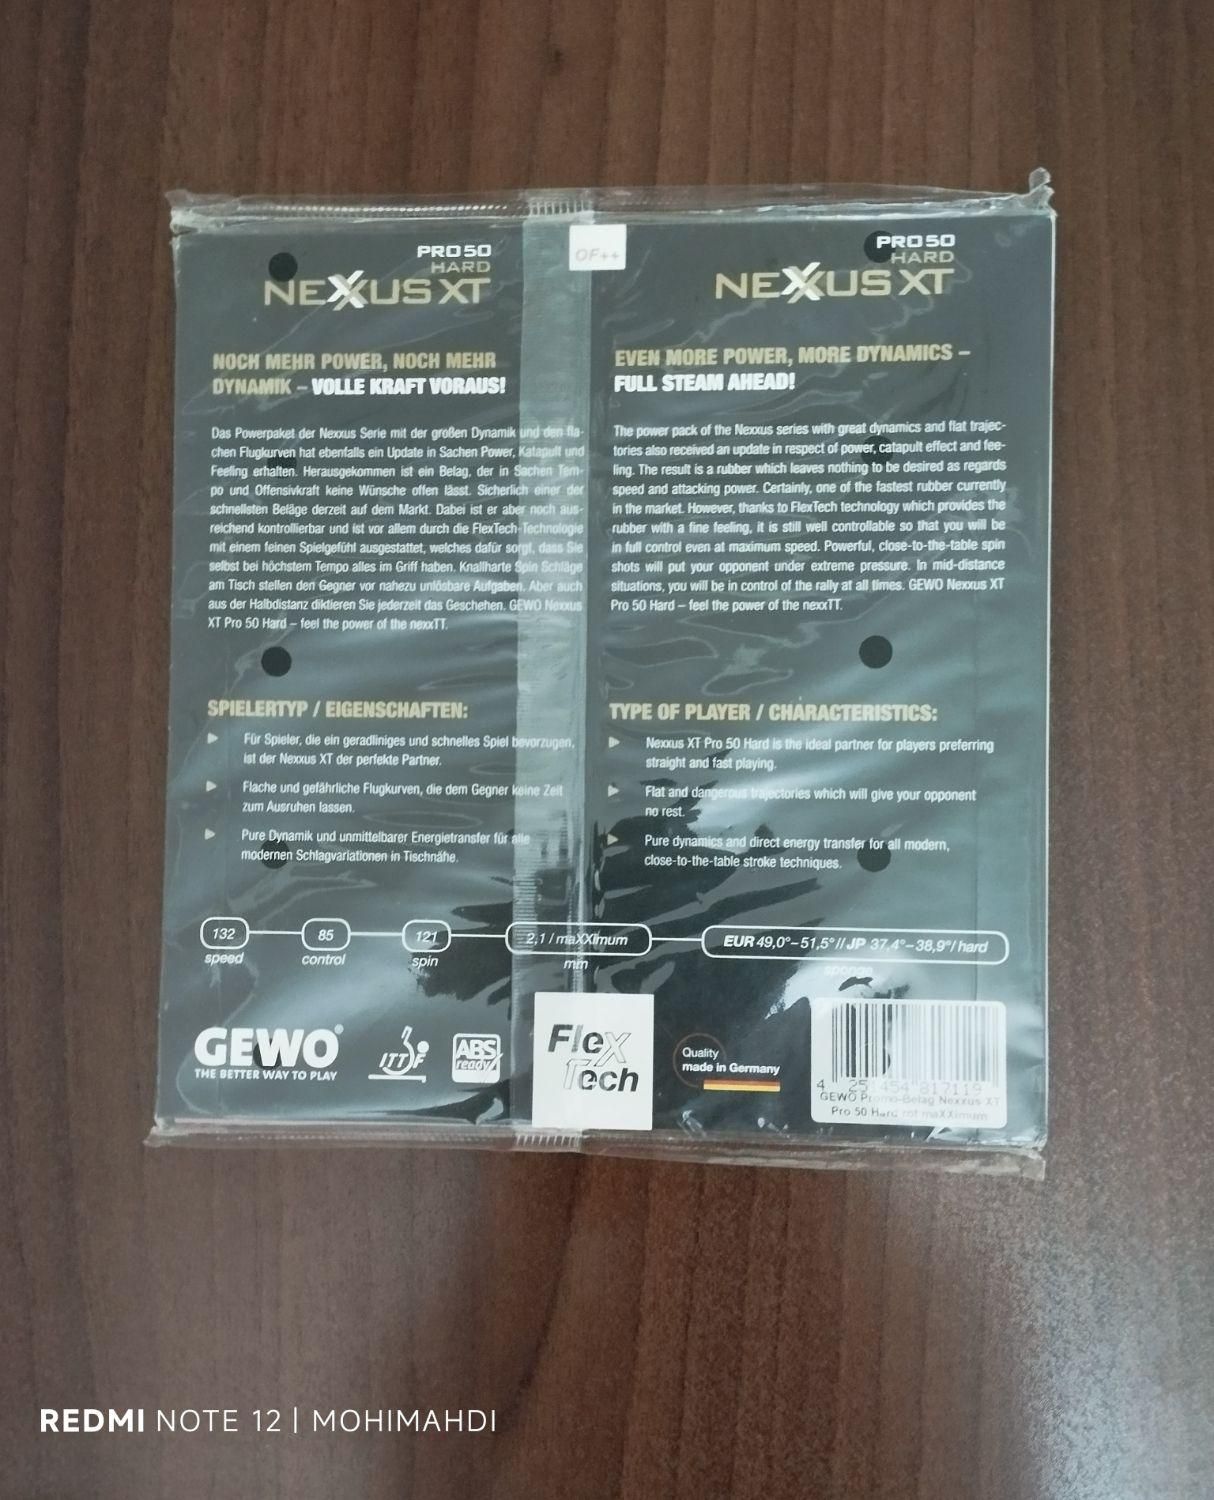 PRO 50
HARD
NEXXUS XT
NOCH MEHR POWER, NOCH MEHR
DYNAMIK – VOLLE KRAFT VORAUS!
Das Powerpaket der Nexxus Serie mit der großen Dynamik und den fla-
chen Flugkurven hat ebenfalls ein Update in Sachen Power, Katapult und
Feeling erhalten. Herausgekommen ist ein Belag, der in Sachen Tem-
po und Offensivkraft keine Wünsche offen lässt. Sicherlich einer der
schnellsten Beläge derzeit auf dem Markt. Dabei ist er aber noch aus-
reichend kontrollierbar und ist vor allem durch die FlexTech-Technologie
mit einem feinen Spielgefühl ausgestattet, welches dafür sorgt, dass Sie
selbst bei höchstem Tempo alles im Griff haben. Knallharte Spin Schläge
am Tisch stellen den Gegner vor nahezu unlösbare Aufgaben. Aber auch
aus der Halbdistanz diktieren Sie jederzeit das Geschehen. GEWO Nexxus
XT Pro 50 Hard – feel the power of the nexxTT.
SPIELERTYP / EIGENSCHAFTEN:
Für Spieler, die ein geradliniges und schnelles Spiel bevorzugen,
ist der Nexxus XT der perfekte Partner.
Flache und gefährliche Flugkurven, die dem Gegner keine Zeit
zum Ausruhen lassen.
Pure Dynamik und unmittelbarer Energietransfer für alle
modernen Schlagvariationen in Tischnähe.
OF++
PRO 50
HARD
NEXXUS XT
EVEN MORE POWER, MORE DYNAMICS –
FULL STEAM AHEAD!
The power pack of the Nexxus series with great dynamics and flat trajec-
tories also received an update in respect of power, catapult effect and fee-
ling. The result is a rubber which leaves nothing to be desired as regards
speed and attacking power. Certainly, one of the fastest rubber currently
in the market. However, thanks to FlexTech technology which provides the
rubber with a fine feeling, it is still well controllable so that you will be
in full control even at maximum speed. Powerful, close-to-the-table spin
shots will put your opponent under extreme pressure. In mid-distance
situations, you will be in control of the rally at all times. GEWO Nexxus XT
Pro 50 Hard – feel the power of the nexxTT.
TYPE OF PLAYER / CHARACTERISTICS:
Nexxus XT Pro 50 Hard is the ideal partner for players preferring
straight and fast playing.
Flat and dangerous trajectories which will give your opponent
no rest.
Pure dynamics and direct energy transfer for all modern,
close-to-the-table stroke techniques.
132 85 121 2,1 / maXXimum EUR 49,0°–51,5° // JP 37,4°–38,9°/ hard
speed control spin mm sponge
GEWO®
THE BETTER WAY TO PLAY
ITTF
ABS
ready
Flex
Tech
Quality
made in Germany
4 251454 817119
GEWO Promo-Belag Nexxus XT
Pro 50 Hard rot maXXimum
REDMI NOTE 12 | MOHIMAHDI